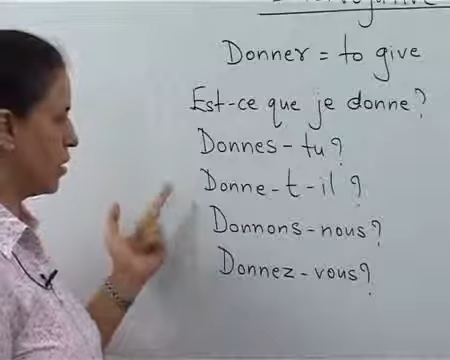 Donner = to give
Est-ce que je donne?
Donnes-tu?
Donne-t-il?
Donnons-nous?
Donnez-vous?